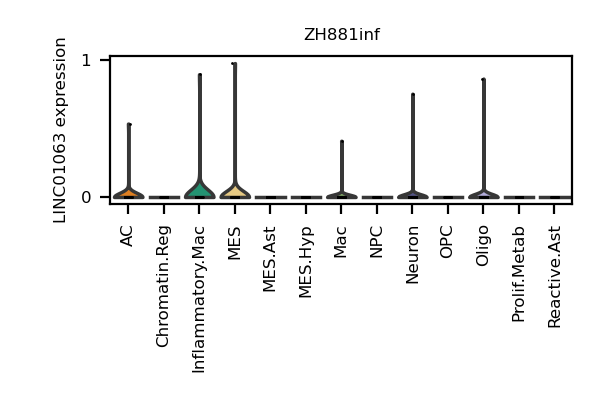 ZH881inf
LINC01063 expression
1
0
AC
Chromatin.Reg
Inflammatory.Mac
MES
MES.Ast
MES.Hyp
Mac
NPC
Neuron
OPC
Oligo
Prolif.Metab
Reactive.Ast